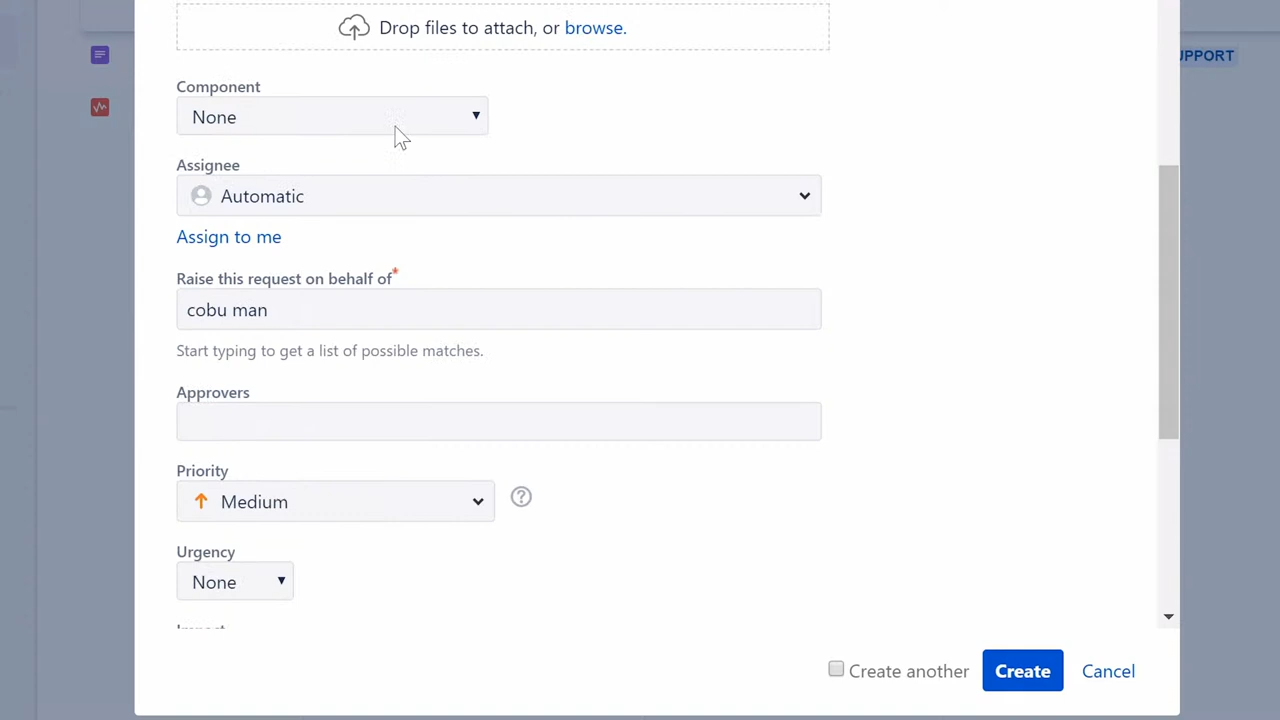 Drop files to attach, or browse.
UPPORT
Component
None
Assignee
Automatic
Assign to me
Raise this request on behalf of*
cobu man
Start typing to get a list of possible matches.
Approvers
Priority
Medium
Urgency
None
Create another
Create
Cancel